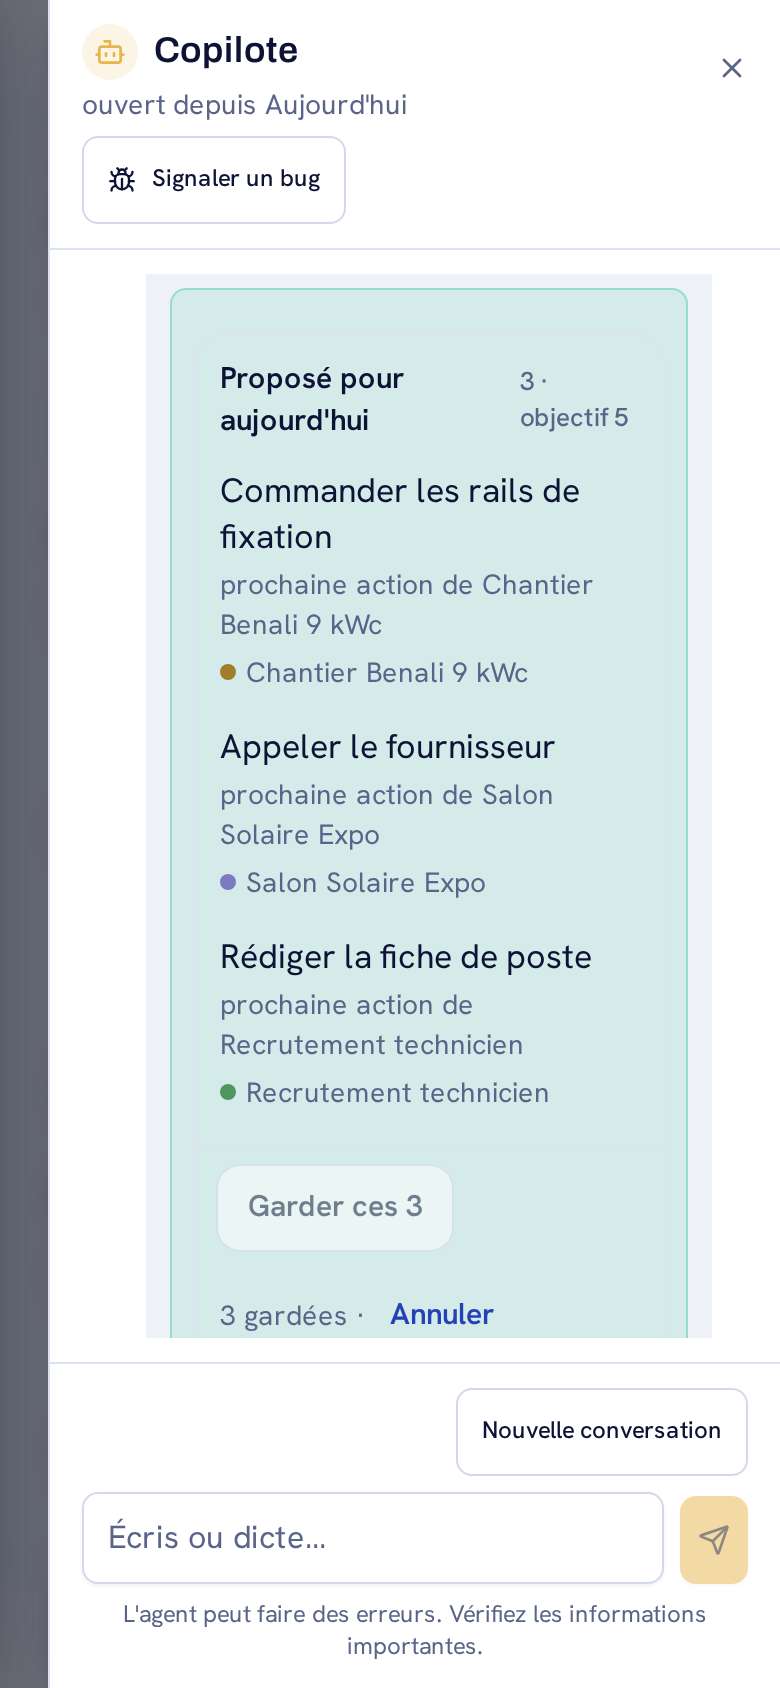 Copilote
ouvert depuis Aujourd'hui
Signaler un bug
Proposé pour
aujourd'hui
3 ·
objectif 5
Commander les rails de
fixation
prochaine action de Chantier
Benali 9 kWc
Chantier Benali 9 kWc
Appeler le fournisseur
prochaine action de Salon
Solaire Expo
Salon Solaire Expo
Rédiger la fiche de poste
prochaine action de
Recrutement technicien
Recrutement technicien
Garder ces 3
3 gardées · Annuler
Nouvelle conversation
Écris ou dicte...
L'agent peut faire des erreurs. Vérifiez les informations
importantes.